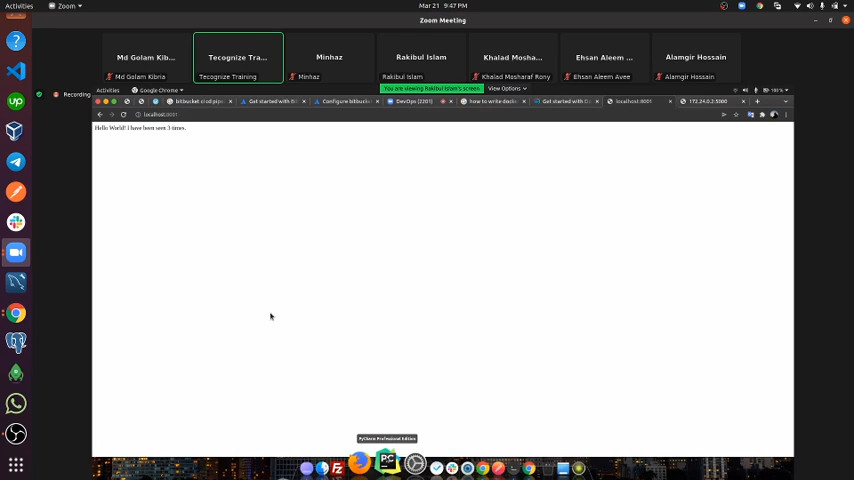 Activities
Zoom
Mar 21 9:47 PM
Zoom Meeting
Md Golam Kib...
Tecognize Tra...
Minhaz
Rakibul Islam
Khalad Mosha...
Ehsan Aleem ...
Alamgir Hossain
Md Golam Kibria
Tecognize Training
Minhaz
Rakibul Islam
Khalad Mosharaf Rony
Ehsan Aleem Avee
Alamgir Hossain
Recording
Activities
Google Chrome
You are viewing Rakibul Islam's screen
View Options
100%
bitbucket ci cd pip
Get started with Bi
Configure bitbuck
DevOps (2201)
how to write docke
Get started with D
localhost:8001
172.24.0.2:5000
localhost:8001
Hello World! I have been seen 3 times.
PyCharm Professional Edition